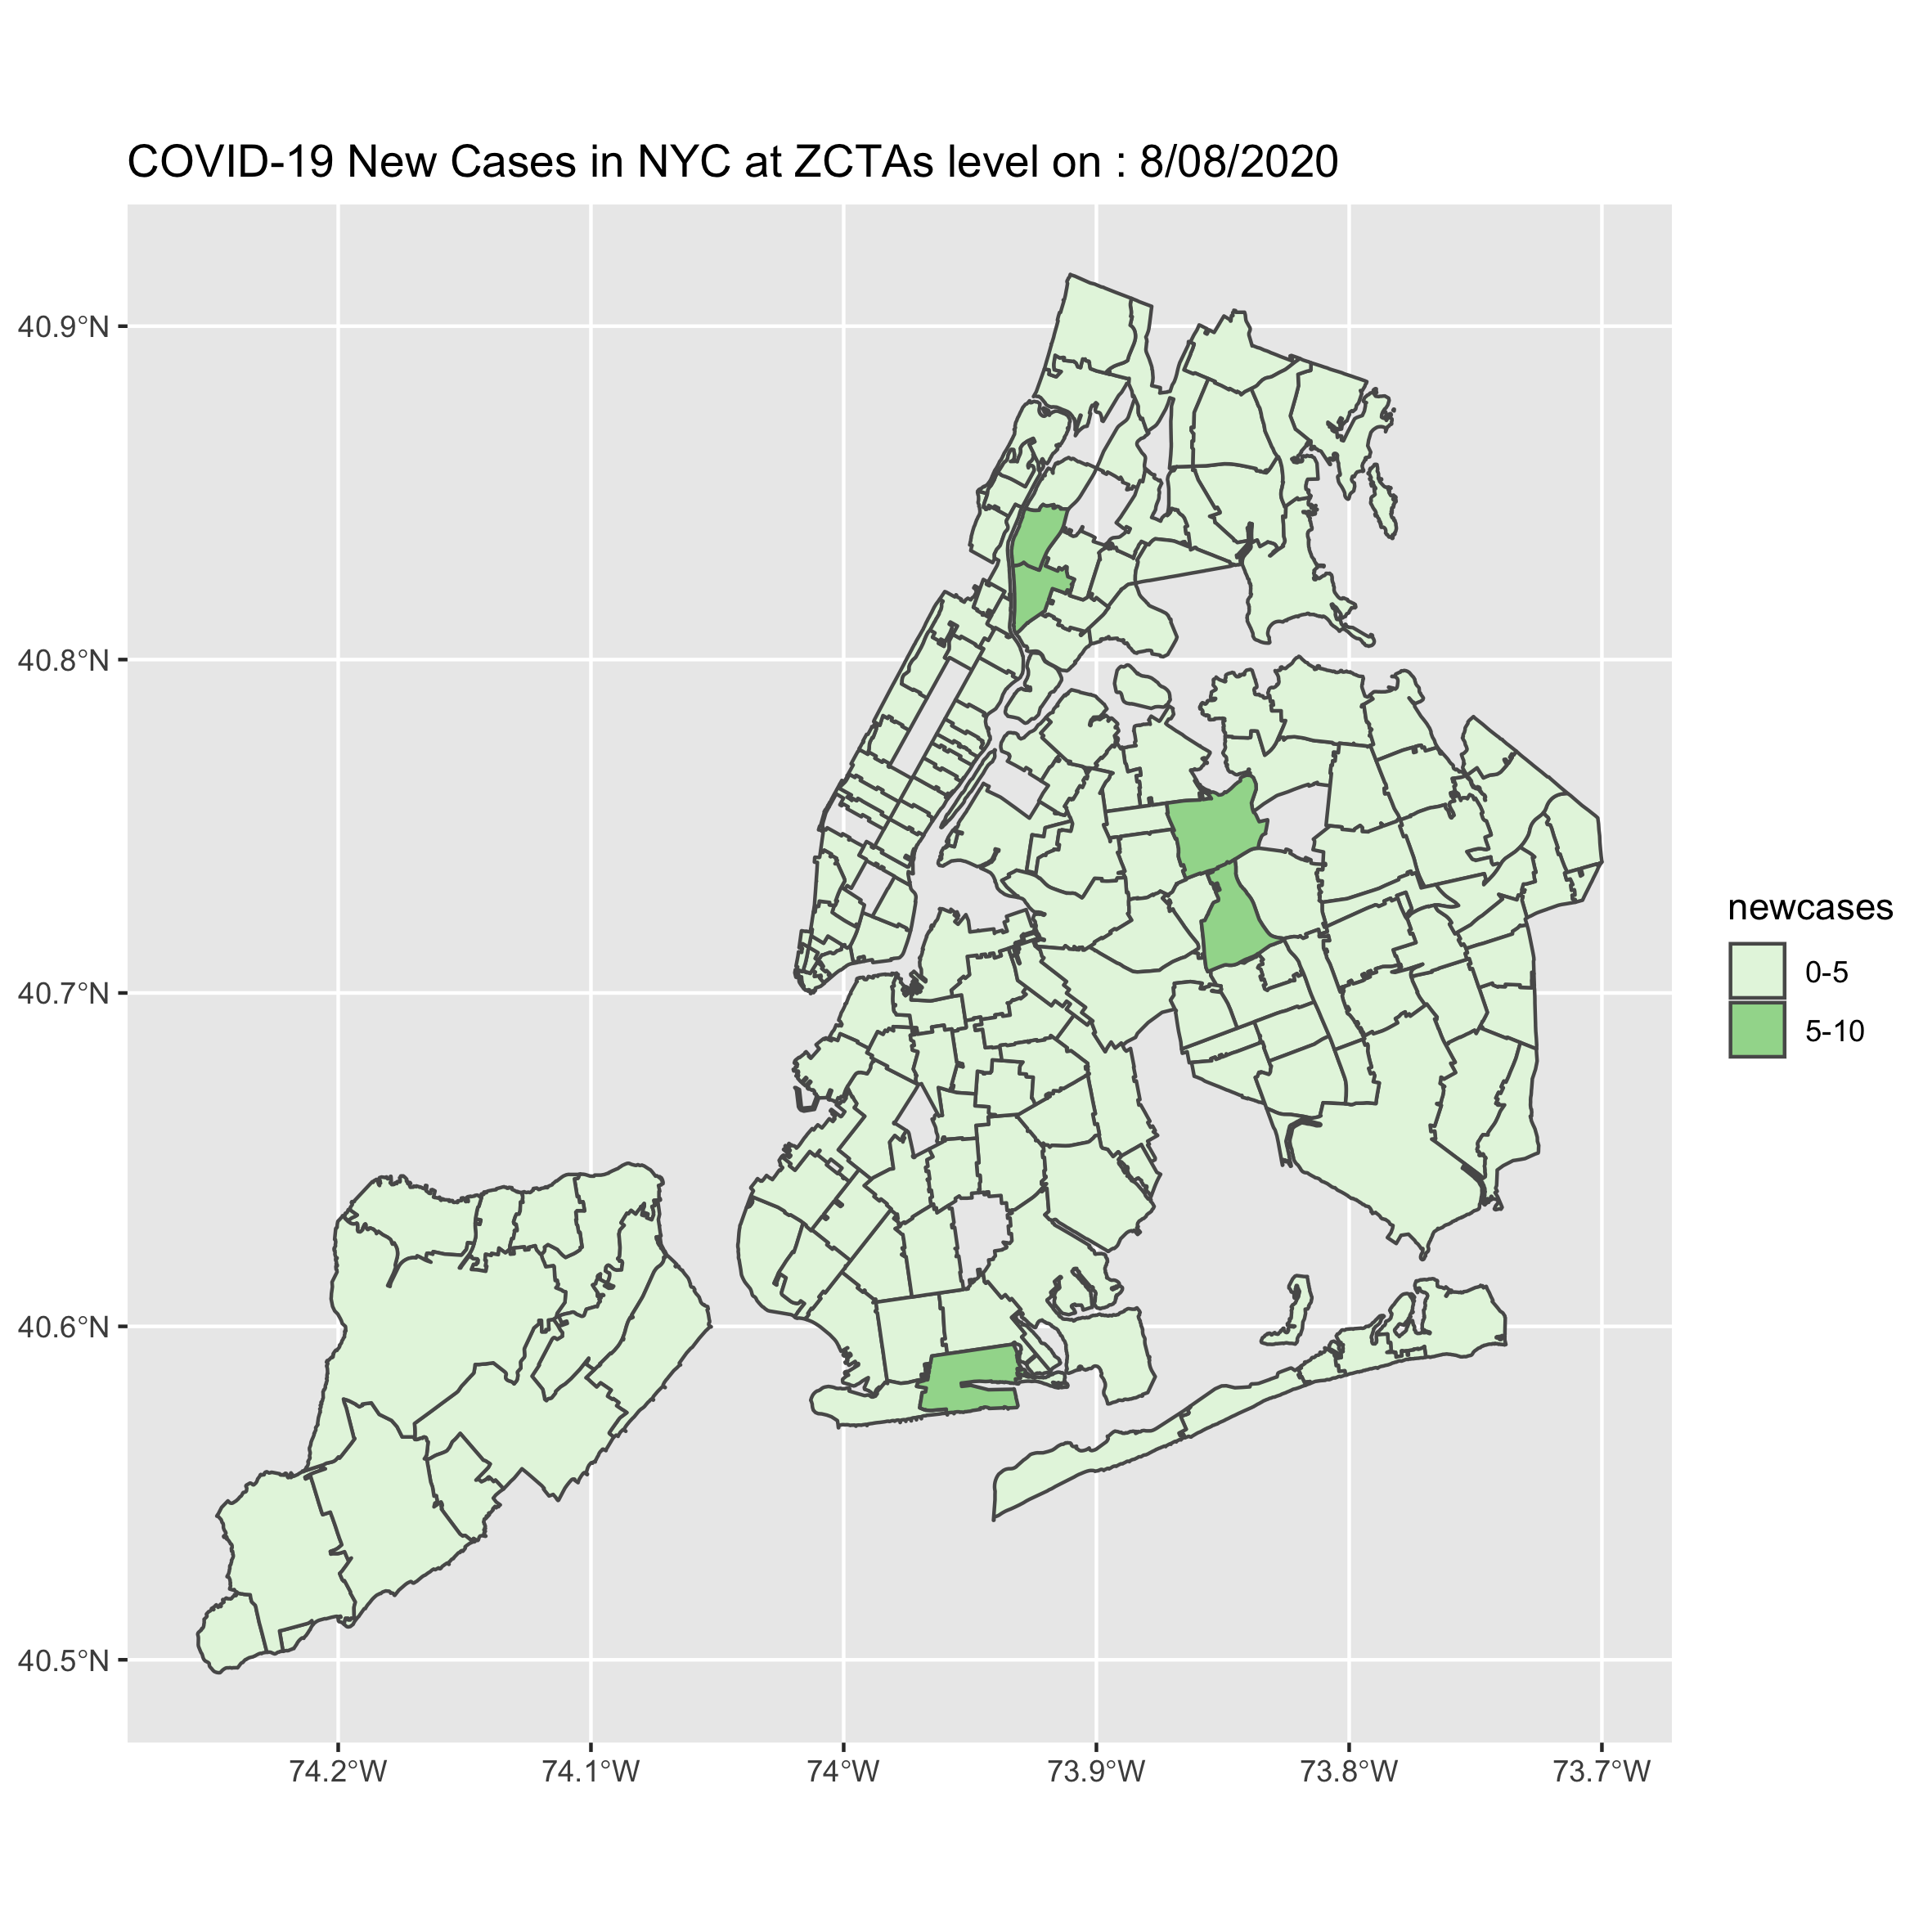 COVID-19 New Cases in NYC at ZCTAs level on : 8/08/2020
40.9°N
40.8°N
40.7°N
40.6°N
40.5°N
74.2°W
74.1°W
74°W
73.9°W
73.8°W
73.7°W
newcases
0-5
5-10